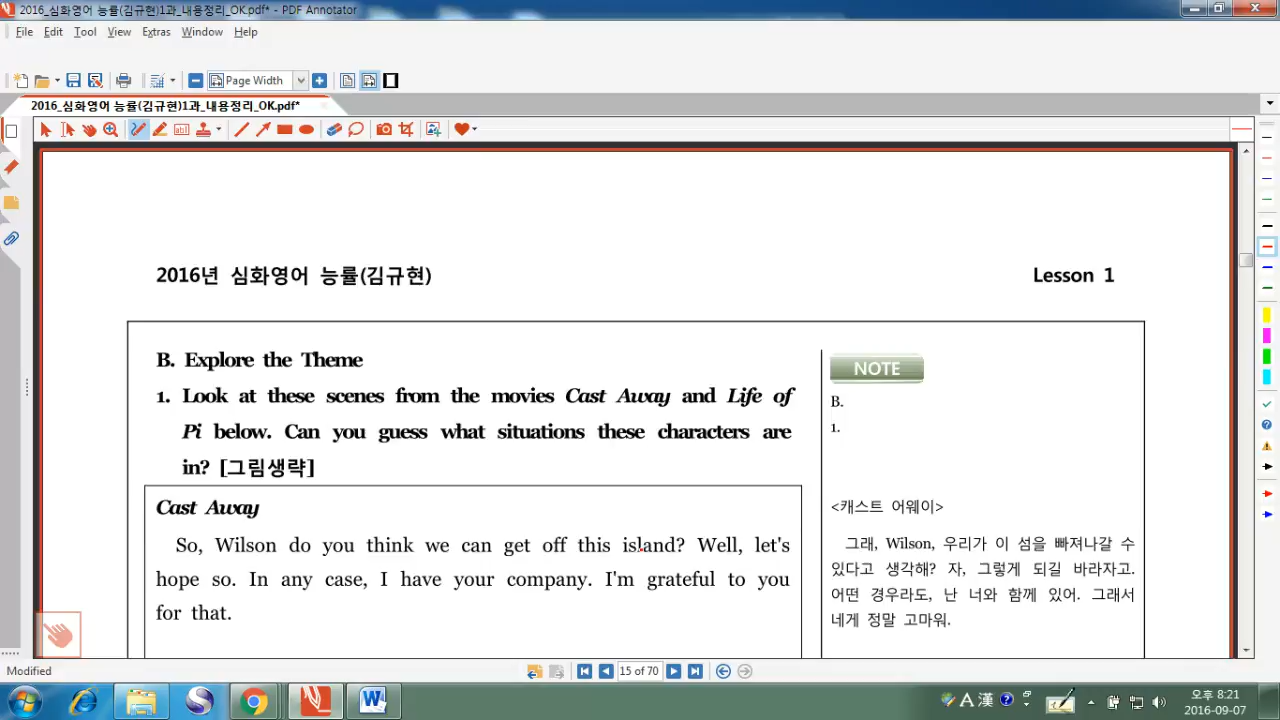 2016_심화영어 능률(김규현)1과_내용정리_OK.pdf* - PDF Annotator
File Edit Tool View Extras Window Help
Page Width
2016_심화영어 능률(김규현)1과_내용정리_OK.pdf*
2016년 심화영어 능률(김규현) Lesson 1
B. Explore the Theme
1. Look at these scenes from the movies Cast Away and Life of
Pi below. Can you guess what situations these characters are
in? [그림생략]
Cast Away
So, Wilson do you think we can get off this island? Well, let's
hope so. In any case, I have your company. I'm grateful to you
for that.
NOTE
B.
1.
<캐스트 어웨이>
그래, Wilson, 우리가 이 섬을 빠져나갈 수
있다고 생각해? 자, 그렇게 되길 바라자고.
어떤 경우라도, 난 너와 함께 있어. 그래서
네게 정말 고마워.
Modified
15 of 70
A 漢
오후 8:21
2016-09-07